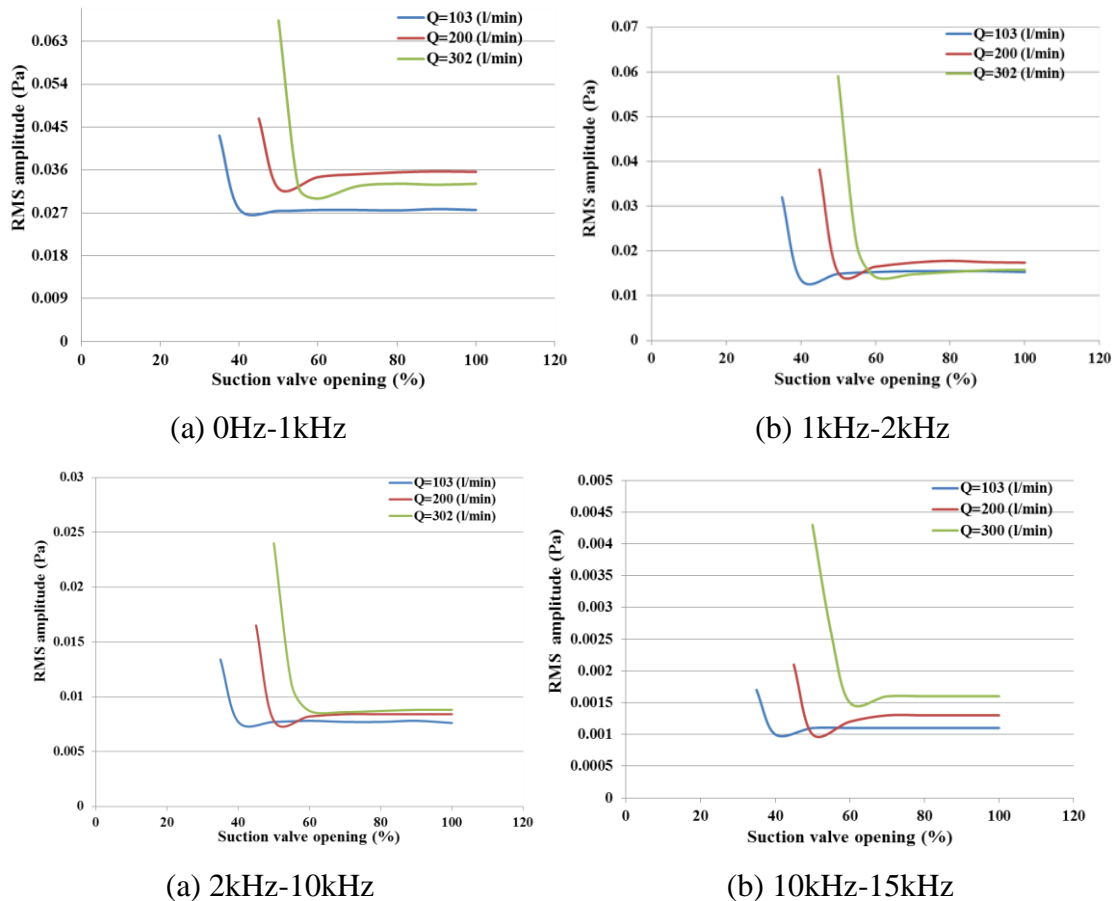 Q=103 (l/min)
Q=200 (l/min)
Q=302 (l/min)
RMS amplitude (Pa)
0.063
0.054
0.045
0.036
0.027
0.018
0.009
0
0 20 40 60 80 100 120
Suction valve opening (%)
(a) 0Hz-1kHz
Q=103 (l/min)
Q=200 (l/min)
Q=302 (l/min)
RMS amplitude (Pa)
0.07
0.06
0.05
0.04
0.03
0.02
0.01
0
0 20 40 60 80 100 120
Suction valve opening (%)
(b) 1kHz-2kHz
Q=103 (l/min)
Q=200 (l/min)
Q=302 (l/min)
RMS amplitude (Pa)
0.03
0.025
0.02
0.015
0.01
0.005
0
0 20 40 60 80 100 120
Suction valve opening (%)
(a) 2kHz-10kHz
Q=103 (l/min)
Q=200 (l/min)
Q=300 (l/min)
RMS amplitude (Pa)
0.005
0.0045
0.004
0.0035
0.003
0.0025
0.002
0.0015
0.001
0.0005
0
0 20 40 60 80 100 120
Suction valve opening (%)
(b) 10kHz-15kHz